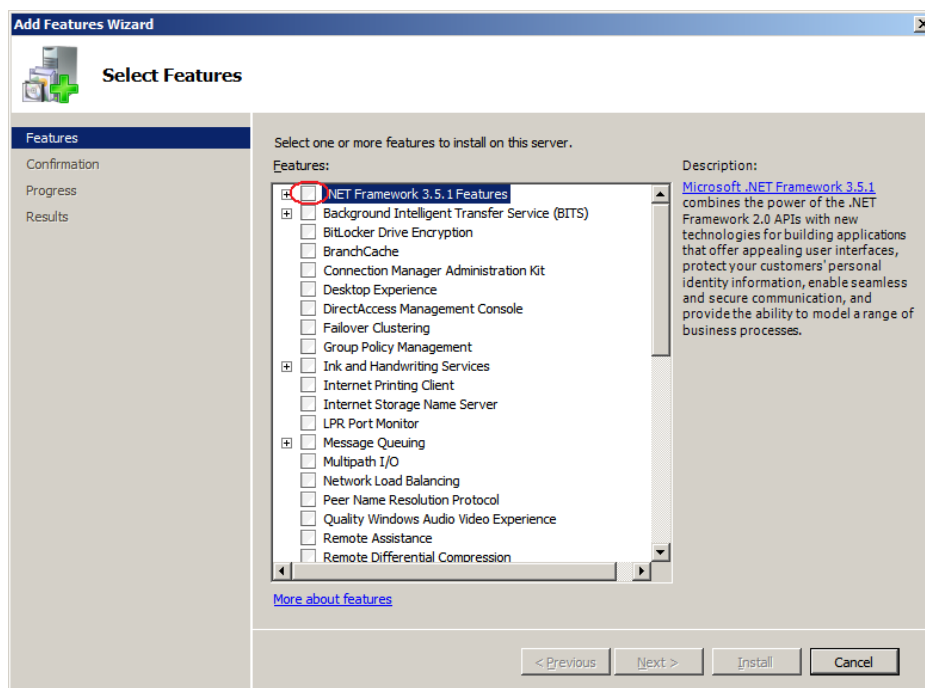 Add Features Wizard
Select Features
Features
Confirmation
Progress
Results
Select one or more features to install on this server.
Features:
.NET Framework 3.5.1 Features
Background Intelligent Transfer Service (BITS)
BitLocker Drive Encryption
BranchCache
Connection Manager Administration Kit
Desktop Experience
DirectAccess Management Console
Failover Clustering
Group Policy Management
Ink and Handwriting Services
Internet Printing Client
Internet Storage Name Server
LPR Port Monitor
Message Queuing
Multipath I/O
Network Load Balancing
Peer Name Resolution Protocol
Quality Windows Audio Video Experience
Remote Assistance
Remote Differential Compression
More about features
Description:
Microsoft .NET Framework 3.5.1
combines the power of the .NET
Framework 2.0 APIs with new
technologies for building applications
that offer appealing user interfaces,
protect your customers' personal
identity information, enable seamless
and secure communication, and
provide the ability to model a range of
business processes.
< Previous
Next >
Install
Cancel